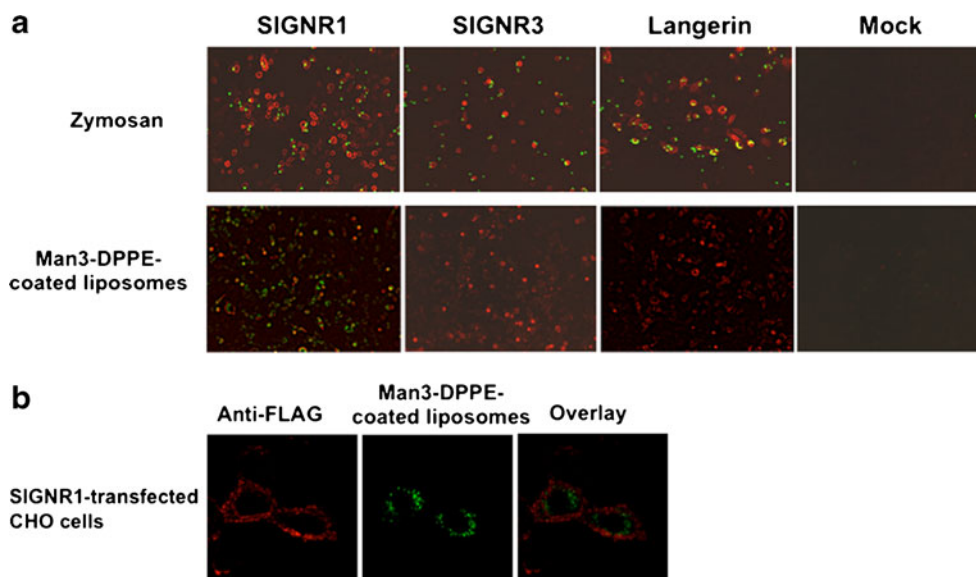 a
SIGNR1 SIGNR3 Langerin Mock
Zymosan
Man3-DPPE-
coated liposomes
b
Anti-FLAG Man3-DPPE-
coated liposomes Overlay
SIGNR1-transfected
CHO cells